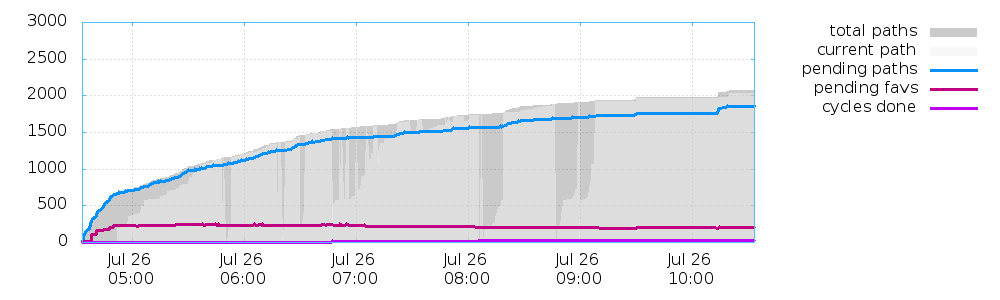 3000
2500
2000
1500
1000
500
0
Jul 26 Jul 26 Jul 26 Jul 26 Jul 26 Jul 26
05:00 06:00 07:00 08:00 09:00 10:00
total paths
current path
pending paths
pending favs
cycles done